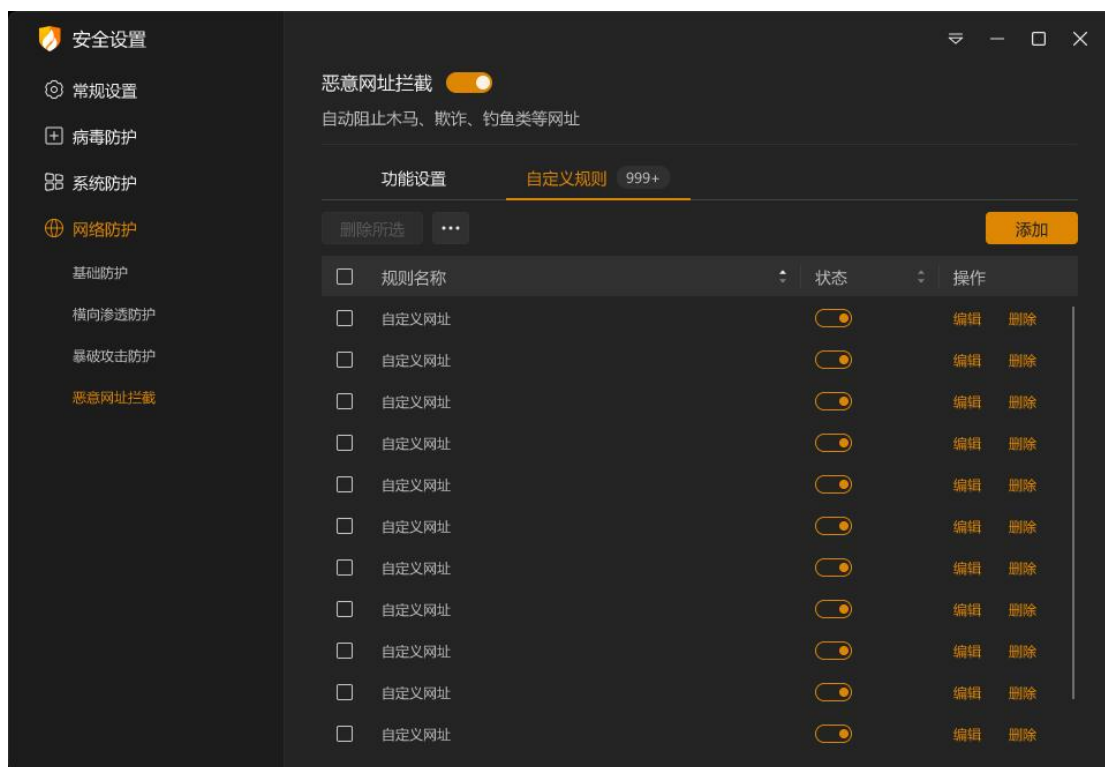 安全设置
常规设置
病毒防护
系统防护
网络防护
基础防护
横向渗透防护
暴破攻击防护
恶意网址拦截
恶意网址拦截
自动阻止木马、欺诈、钓鱼类等网址
功能设置 自定义规则 999+
删除所选 ··· 添加
规则名称 状态 操作
自定义网址 编辑 删除
自定义网址 编辑 删除
自定义网址 编辑 删除
自定义网址 编辑 删除
自定义网址 编辑 删除
自定义网址 编辑 删除
自定义网址 编辑 删除
自定义网址 编辑 删除
自定义网址 编辑 删除
自定义网址 编辑 删除
自定义网址 编辑 删除